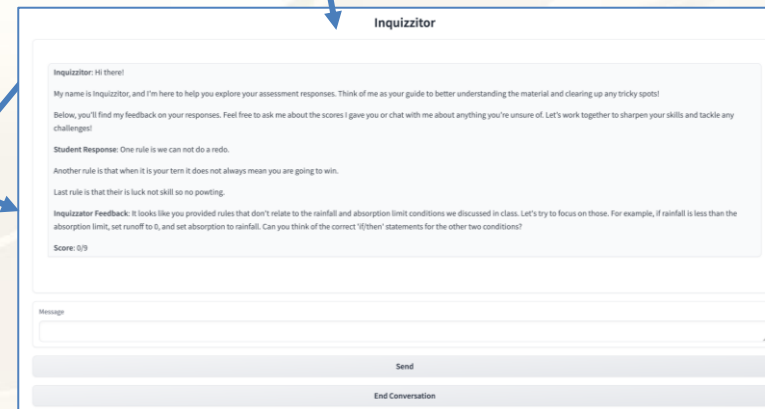 Inquizzitor
Inquizzitor: Hi there!
My name is Inquizzitor, and I'm here to help you explore your assessment responses. Think of me as your guide to better understanding the material and clearing up any tricky spots!
Below, you'll find my feedback on your responses. Feel free to ask me about the scores I gave you or chat with me about anything you're unsure of. Let's work together to sharpen your skills and tackle any
challenges!
Student Response: One rule is we can not do a redo.
Another rule is that when it is your tern it does not always mean you are going to win.
Last rule is that their is luck not skill so no powting.
Inquizzator Feedback: It looks like you provided rules that don't relate to the rainfall and absorption limit conditions we discussed in class. Let's try to focus on those. For example, if rainfall is less than the
absorption limit, set runoff to 0, and set absorption to rainfall. Can you think of the correct 'if/then' statements for the other two conditions?
Score: 0/9
Message
Send
End Conversation